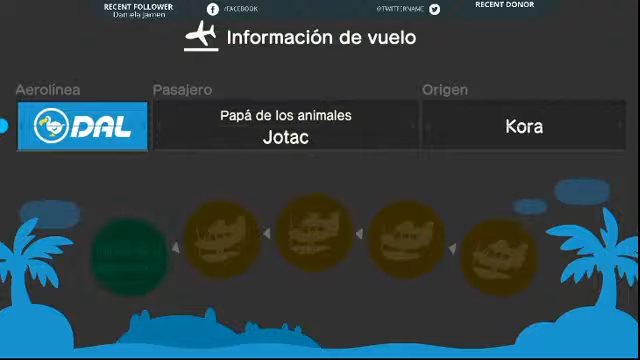 RECENT FOLLOWER
Daniela Jamen
/FACEBOOK
@TWITTERNAME
RECENT DONOR
Información de vuelo
Aerolínea
Pasajero
Origen
DAL
Papá de los animales
Jotac
Kora